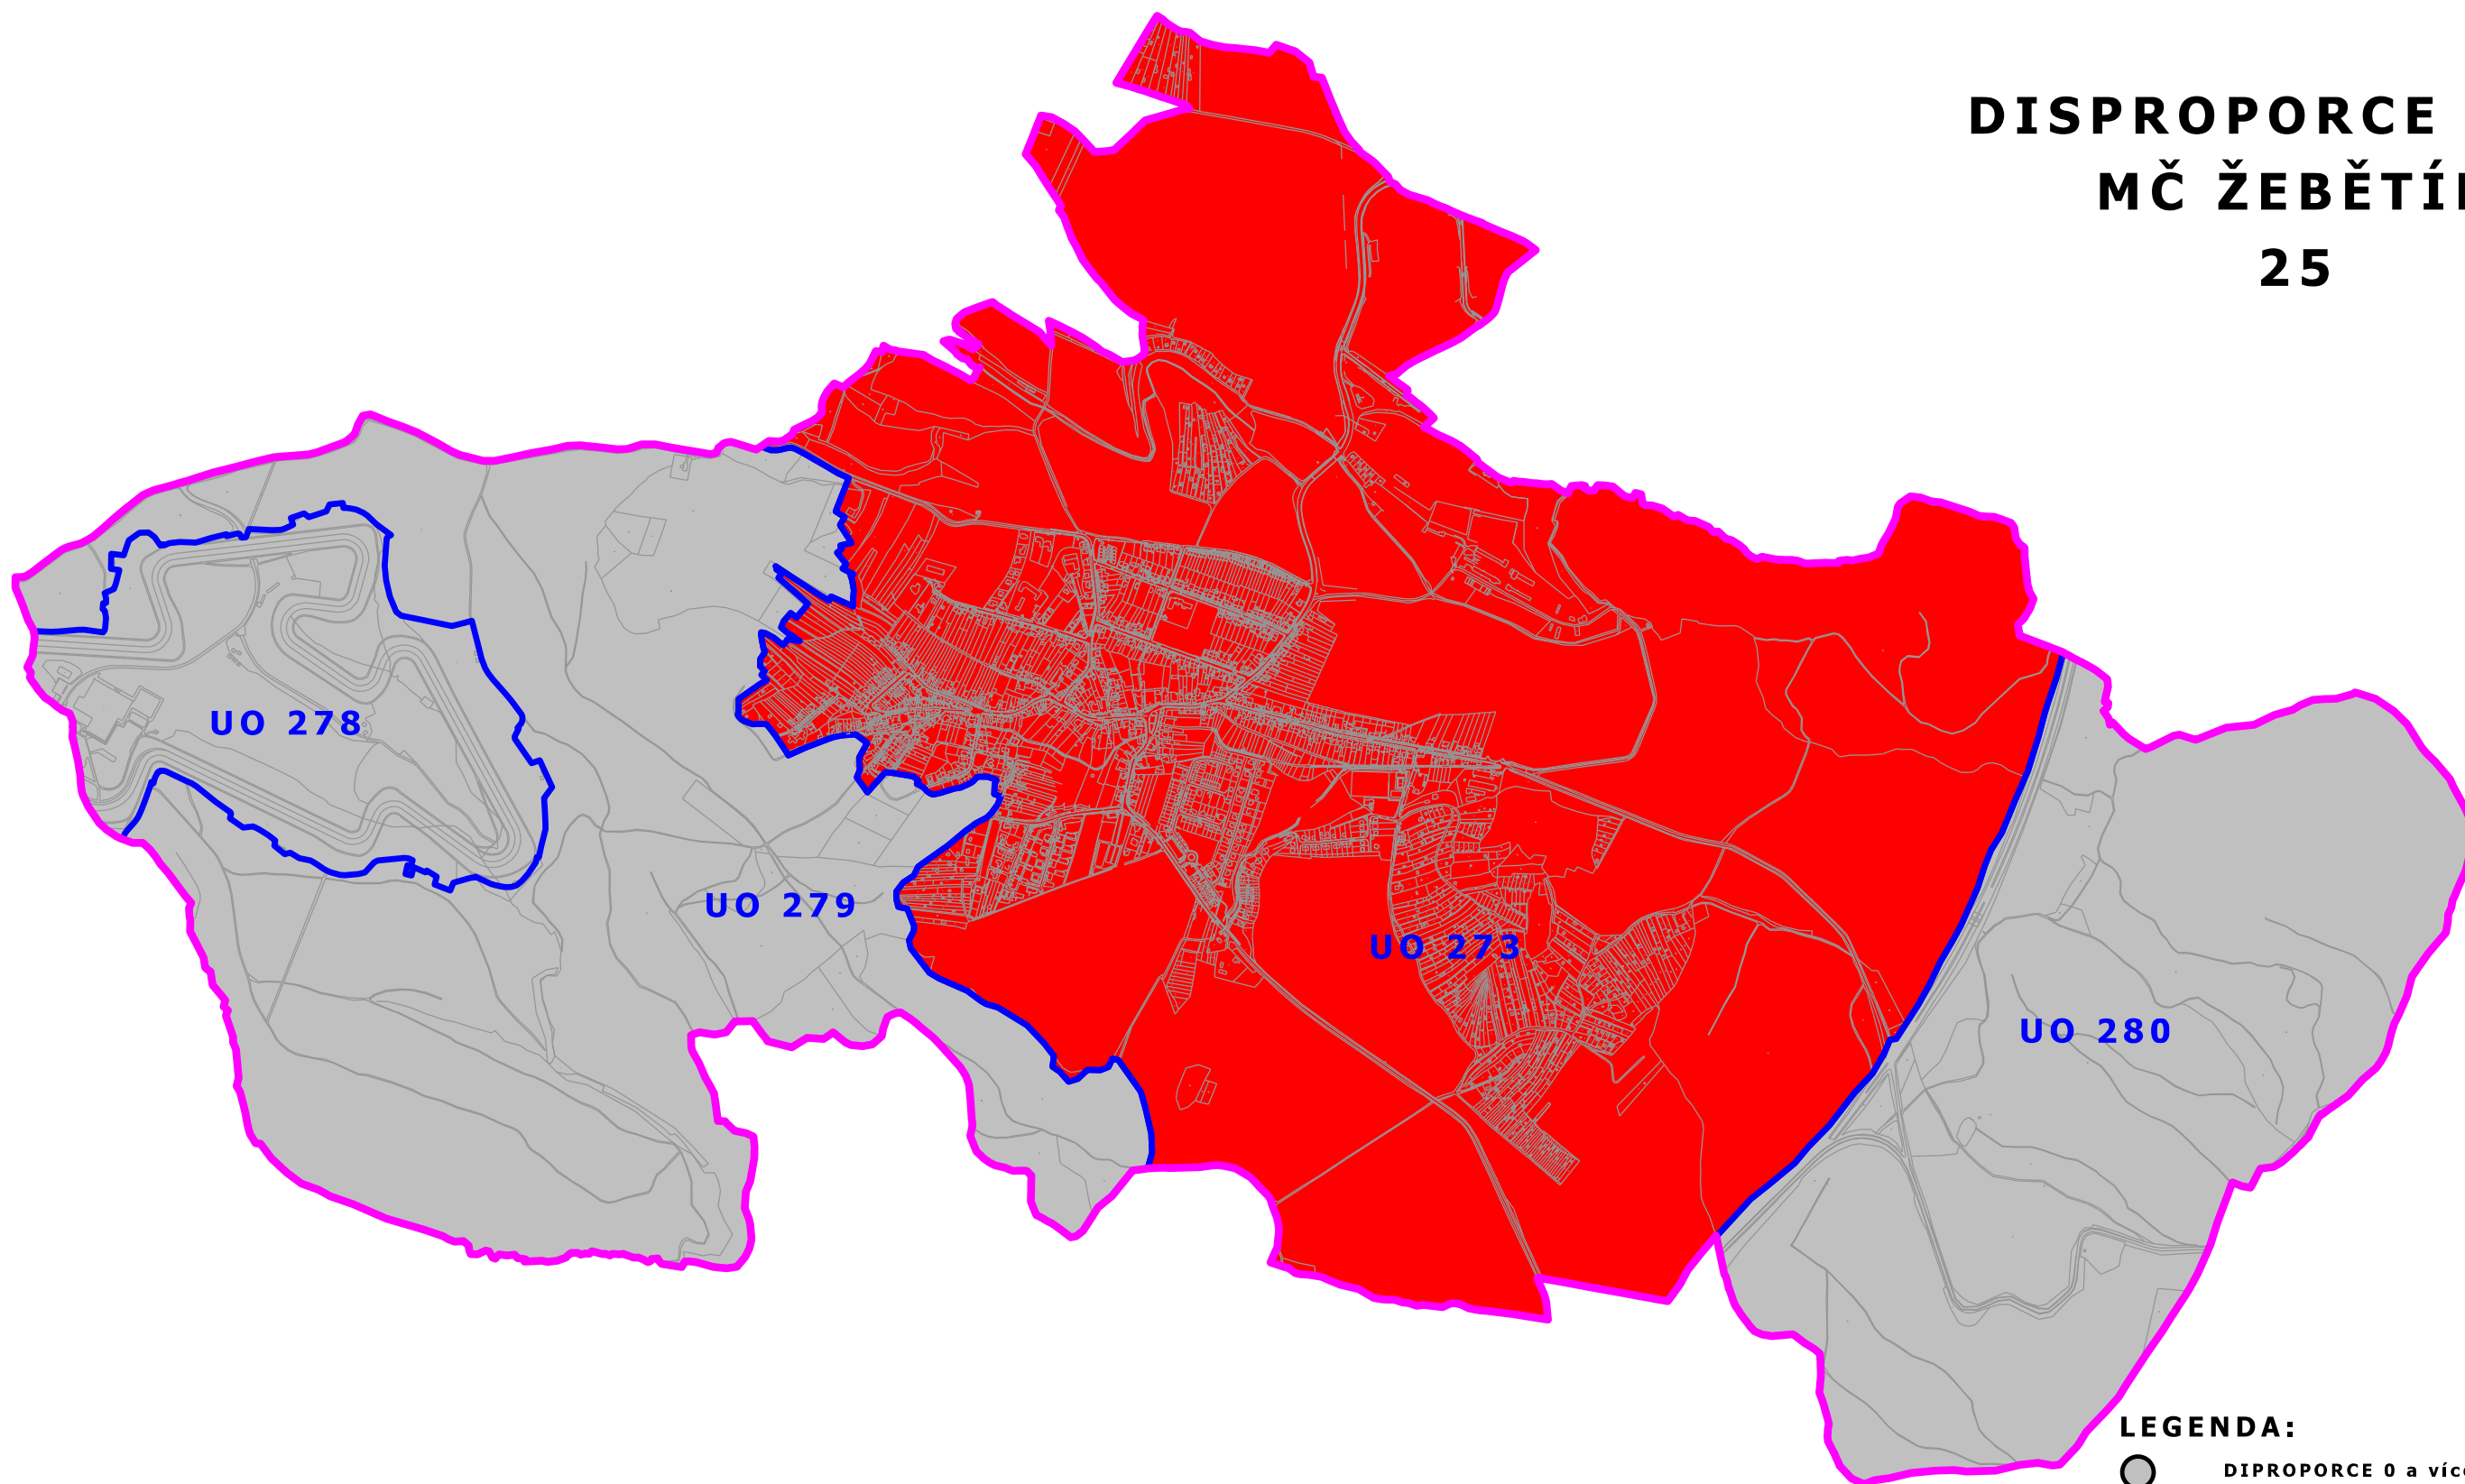 DISPROPORCE
MČ ŽEBĚTÍ
25
UO 278
UO 279
UO 273
UO 280
LEGENDA:
DIPROPORCE 0 a víc